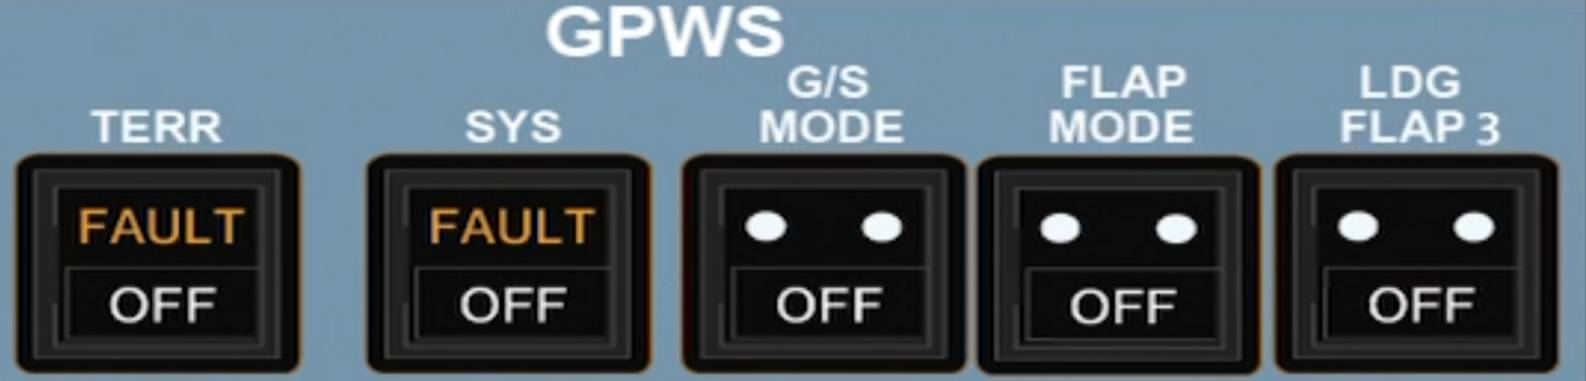 GPWS
TERR
SYS
G/S
MODE
FLAP
MODE
LDG
FLAP 3
FAULT
OFF
FAULT
OFF
OFF
OFF
OFF